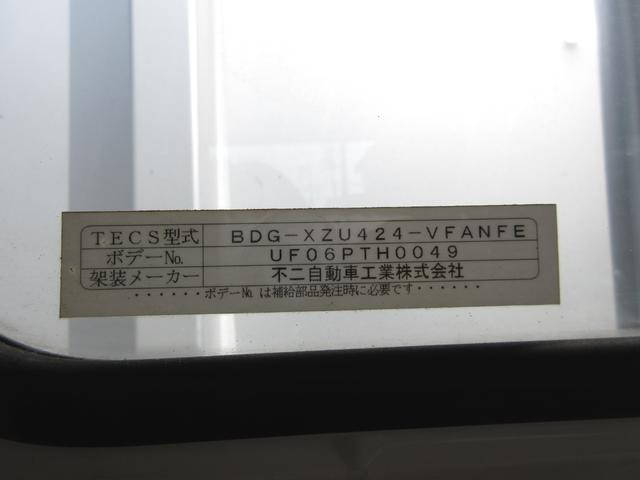 TECS型式 BDG-XZU424-VFANFE
ボデーNo. UF06PTH0049
架装メーカー 不二自動車工業株式会社
・・・・・・ボデーNo.は補給部品発注時に必要です・・・・・・